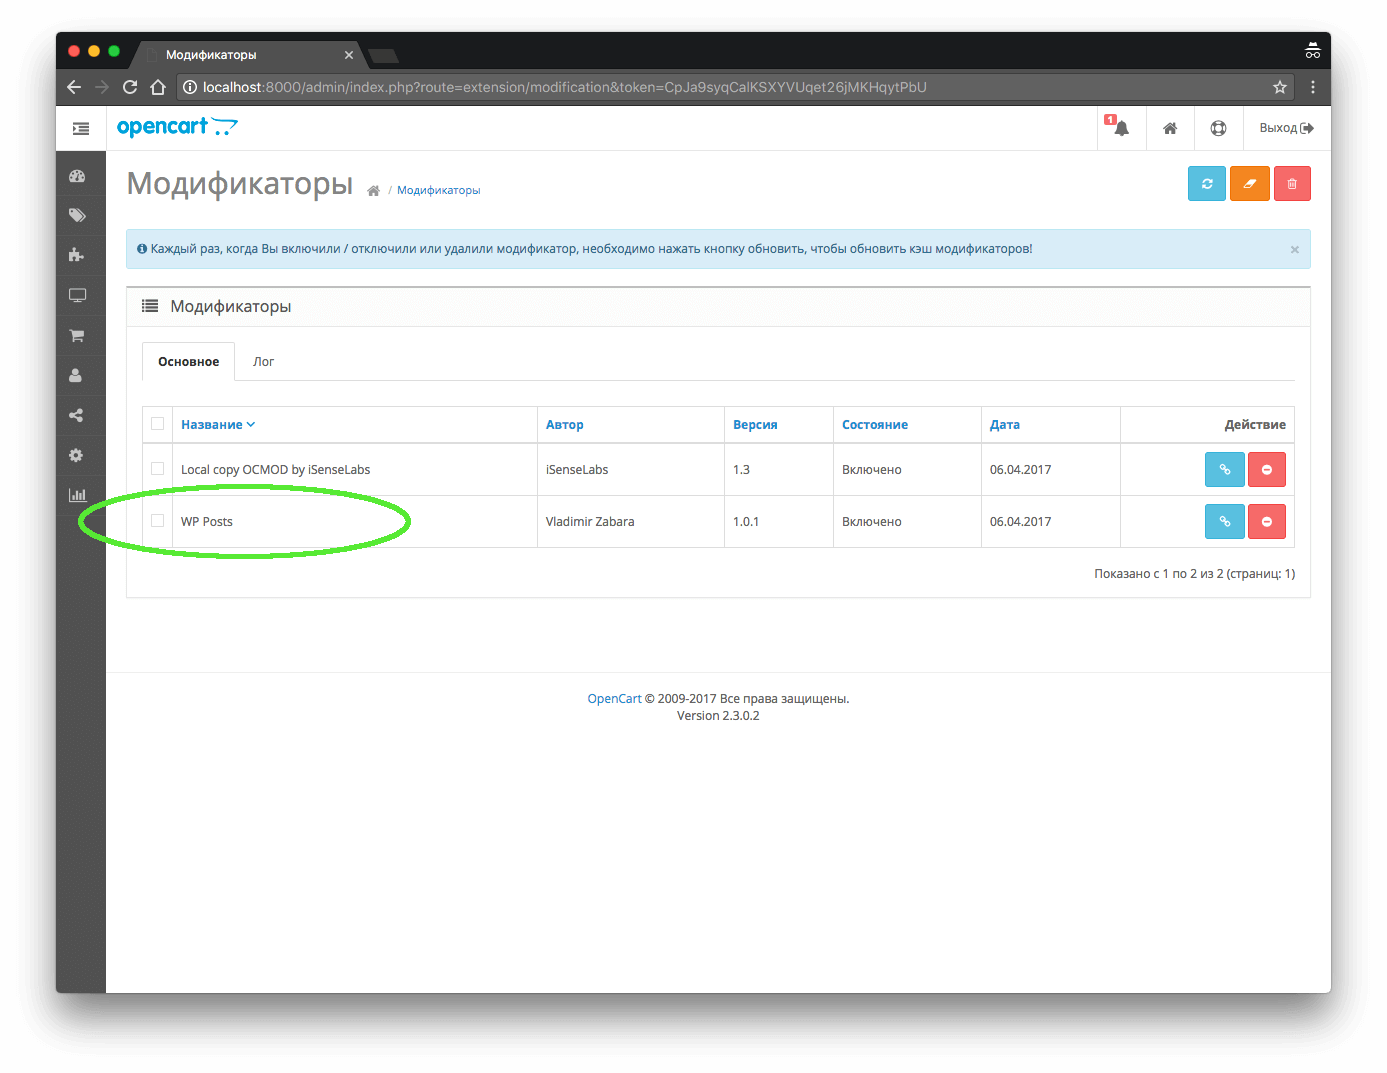 Модификаторы
localhost:8000/admin/index.php?route=extension/modification&token=CpJa9syqCalKSXYVUqet26jMKHqytPbU
opencart
1
Выход
Модификаторы
/ Модификаторы
Каждый раз, когда Вы включили / отключили или удалили модификатор, необходимо нажать кнопку обновить, чтобы обновить кэш модификаторов!
Модификаторы
Основное Лог
Название Автор Версия Состояние Дата Действие
Local copy OCMOD by iSenseLabs iSenseLabs 1.3 Включено 06.04.2017
WP Posts Vladimir Zabara 1.0.1 Включено 06.04.2017
Показано с 1 по 2 из 2 (страниц: 1)
OpenCart © 2009-2017 Все права защищены.
Version 2.3.0.2